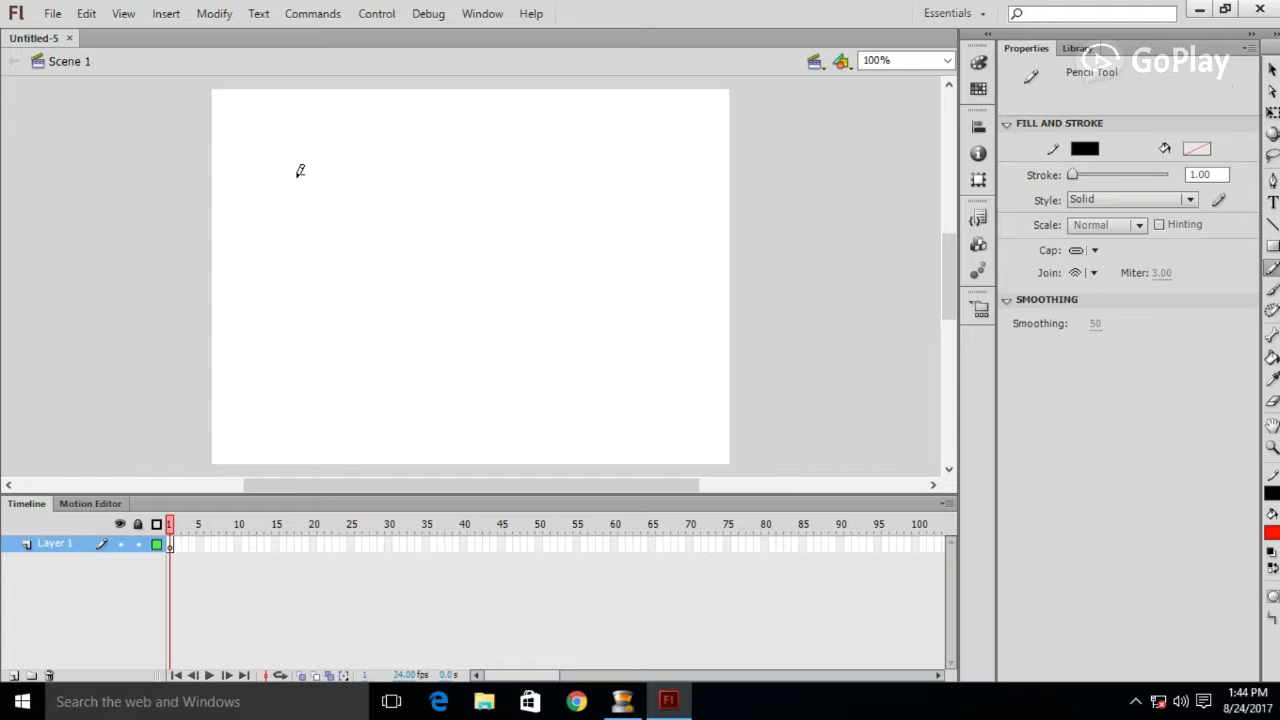 Fl File Edit View Insert Modify Text Commands Control Debug Window Help Essentials
Untitled-5 ×
Scene 1 100%
Properties Library
GoPlay
Pencil Tool
FILL AND STROKE
Stroke: 1.00
Style: Solid
Scale: Normal Hinting
Cap:
Join: Miter: 3.00
SMOOTHING
Smoothing: 50
Timeline Motion Editor
1 5 10 15 20 25 30 35 40 45 50 55 60 65 70 75 80 85 90 95 100
Layer 1
1 24.00 fps 0.0 s
Search the web and Windows
Fl
1:44 PM
8/24/2017